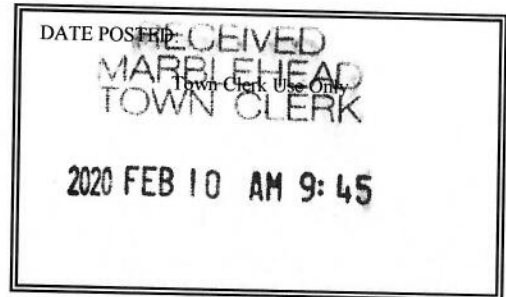 DATE POSTED:
RECEIVED
MARBLEHEAD
Town Clerk Use Only
TOWN CLERK
2020 FEB 10 AM 9:45